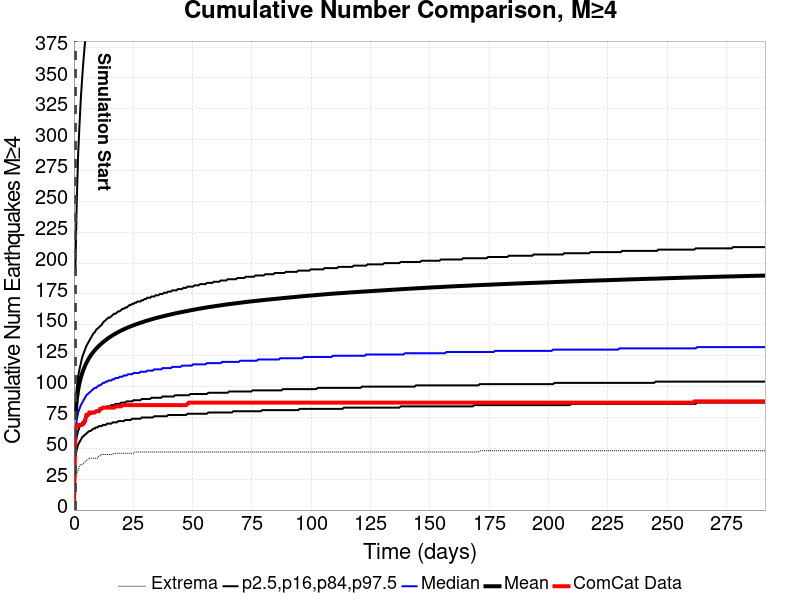 Cumulative Number Comparison, M≥4
Cumulative Num Earthquakes M≥4
375
350
325
300
275
250
225
200
175
150
125
100
75
50
25
0
Simulation Start
0 25 50 75 100 125 150 175 200 225 250 275
Time (days)
Extrema p2.5,p16,p84,p97.5 Median Mean ComCat Data